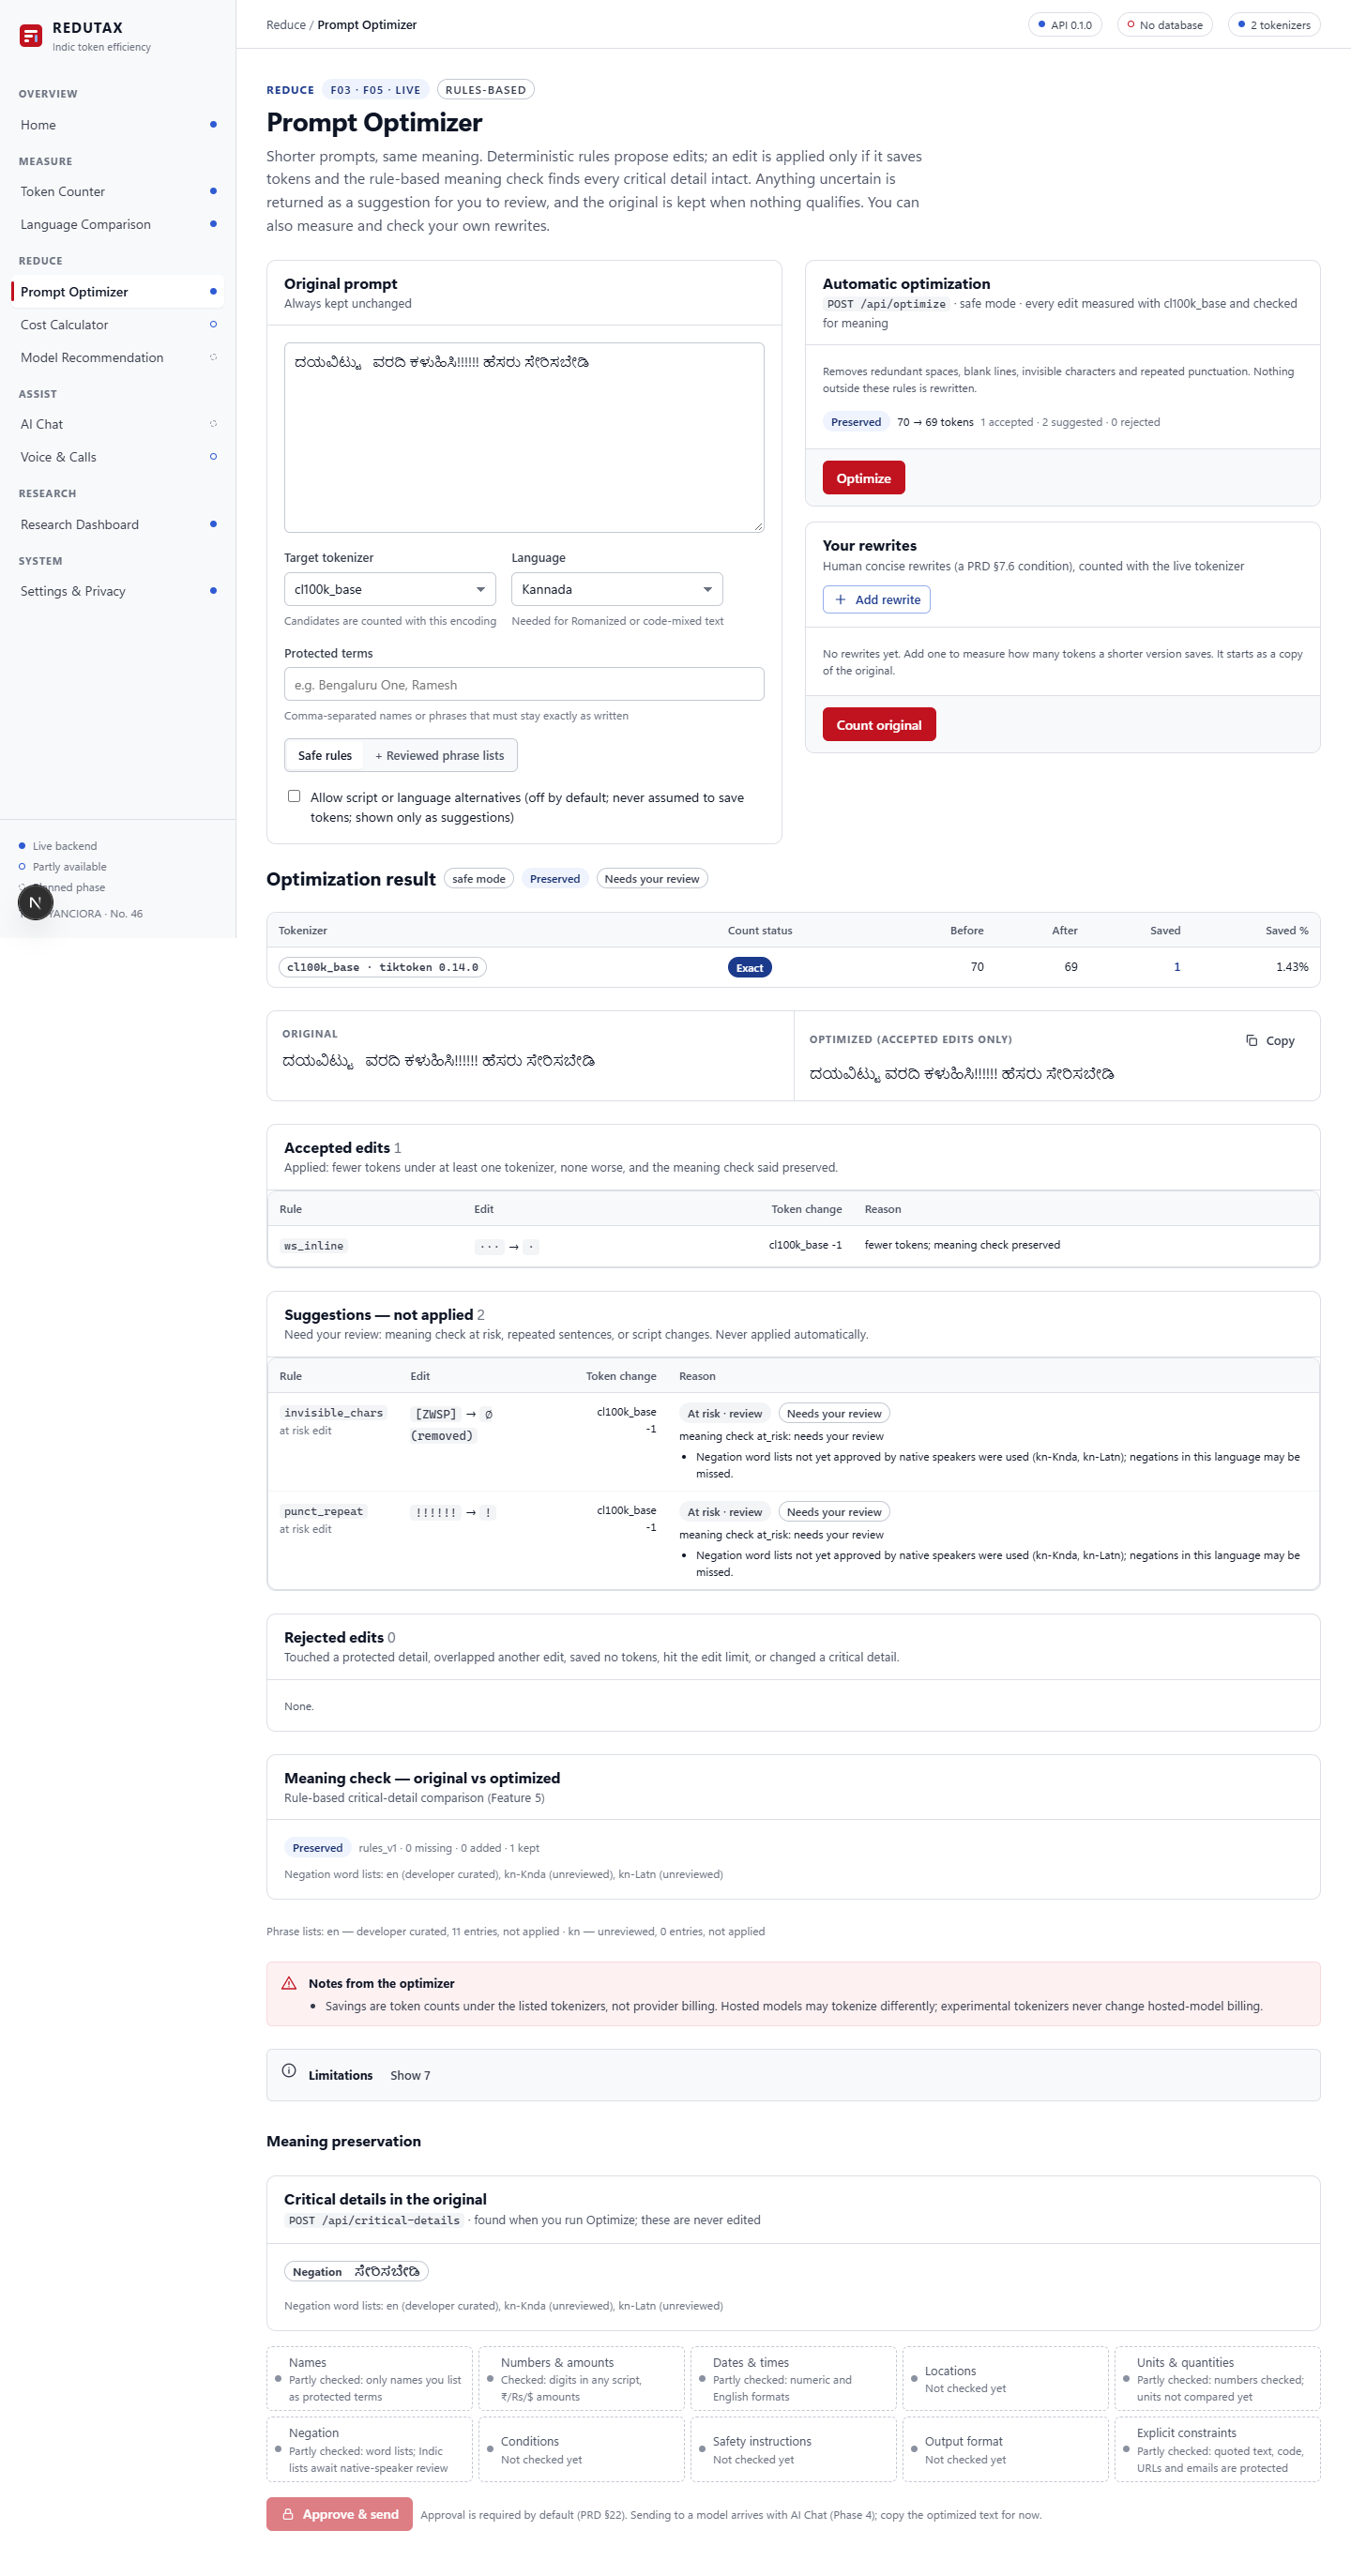 REDUTAX
Indic token efficiency
OVERVIEW
Home
MEASURE
Token Counter
Language Comparison
REDUCE
Prompt Optimizer
Cost Calculator
Model Recommendation
ASSIST
AI Chat
Voice & Calls
RESEARCH
Research Dashboard
SYSTEM
Settings & Privacy
Live backend
Partly available
nned phase
N
YANCIORA · No. 46
Reduce / Prompt Optimizer
API 0.1.0
No database
2 tokenizers
REDUCE F03 · F05 · LIVE RULES-BASED
Prompt Optimizer
Shorter prompts, same meaning. Deterministic rules propose edits; an edit is applied only if it saves
tokens and the rule-based meaning check finds every critical detail intact. Anything uncertain is
returned as a suggestion for you to review, and the original is kept when nothing qualifies. You can
also measure and check your own rewrites.
Original prompt
Always kept unchanged
ದಯವಿಟ್ಟು   ವರದಿ ಕಳುಹಿಸಿ!!!!!! ಹೆಸರು ಸೇರಿಸಬೇಡಿ
Target tokenizer
cl100k_base
Candidates are counted with this encoding
Language
Kannada
Needed for Romanized or code-mixed text
Protected terms
e.g. Bengaluru One, Ramesh
Comma-separated names or phrases that must stay exactly as written
Safe rules + Reviewed phrase lists
Allow script or language alternatives (off by default; never assumed to save
tokens; shown only as suggestions)
Automatic optimization
POST /api/optimize · safe mode · every edit measured with cl100k_base and checked
for meaning
Removes redundant spaces, blank lines, invisible characters and repeated punctuation. Nothing
outside these rules is rewritten.
Preserved 70 → 69 tokens 1 accepted · 2 suggested · 0 rejected
Optimize
Your rewrites
Human concise rewrites (a PRD §7.6 condition), counted with the live tokenizer
+ Add rewrite
No rewrites yet. Add one to measure how many tokens a shorter version saves. It starts as a copy
of the original.
Count original
Optimization result safe mode Preserved Needs your review
Tokenizer Count status Before After Saved Saved %
cl100k_base · tiktoken 0.14.0 Exact 70 69 1 1.43%
ORIGINAL
ದಯವಿಟ್ಟು   ವರದಿ ಕಳುಹಿಸಿ!!!!!! ಹೆಸರು ಸೇರಿಸಬೇಡಿ
OPTIMIZED (ACCEPTED EDITS ONLY) Copy
ದಯವಿಟ್ಟು ವರದಿ ಕಳುಹಿಸಿ!!!!!! ಹೆಸರು ಸೇರಿಸಬೇಡಿ
Accepted edits 1
Applied: fewer tokens under at least one tokenizer, none worse, and the meaning check said preserved.
Rule Edit Token change Reason
ws_inline ··· → · cl100k_base -1 fewer tokens; meaning check preserved
Suggestions — not applied 2
Need your review: meaning check at risk, repeated sentences, or script changes. Never applied automatically.
Rule Edit Token change Reason
invisible_chars
at risk edit
[ZWSP] → ∅
(removed)
cl100k_base
-1
At risk · review Needs your review
meaning check at_risk: needs your review
• Negation word lists not yet approved by native speakers were used (kn-Knda, kn-Latn); negations in this language may be
missed.
punct_repeat
at risk edit
!!!!!! → !
cl100k_base
-1
At risk · review Needs your review
meaning check at_risk: needs your review
• Negation word lists not yet approved by native speakers were used (kn-Knda, kn-Latn); negations in this language may be
missed.
Rejected edits 0
Touched a protected detail, overlapped another edit, saved no tokens, hit the edit limit, or changed a critical detail.
None.
Meaning check — original vs optimized
Rule-based critical-detail comparison (Feature 5)
Preserved rules_v1 · 0 missing · 0 added · 1 kept
Negation word lists: en (developer curated), kn-Knda (unreviewed), kn-Latn (unreviewed)
Phrase lists: en — developer curated, 11 entries, not applied · kn — unreviewed, 0 entries, not applied
Notes from the optimizer
• Savings are token counts under the listed tokenizers, not provider billing. Hosted models may tokenize differently; experimental tokenizers never change hosted-model billing.
Limitations Show 7
Meaning preservation
Critical details in the original
POST /api/critical-details · found when you run Optimize; these are never edited
Negation ಸೇರಿಸಬೇಡಿ
Negation word lists: en (developer curated), kn-Knda (unreviewed), kn-Latn (unreviewed)
Names
Partly checked: only names you list
as protected terms
Numbers & amounts
Checked: digits in any script,
₹/Rs/$ amounts
Dates & times
Partly checked: numeric and
English formats
Locations
Not checked yet
Units & quantities
Partly checked: numbers checked;
units not compared yet
Negation
Partly checked: word lists; Indic
lists await native-speaker review
Conditions
Not checked yet
Safety instructions
Not checked yet
Output format
Not checked yet
Explicit constraints
Partly checked: quoted text, code,
URLs and emails are protected
Approve & send Approval is required by default (PRD §22). Sending to a model arrives with AI Chat (Phase 4); copy the optimized text for now.